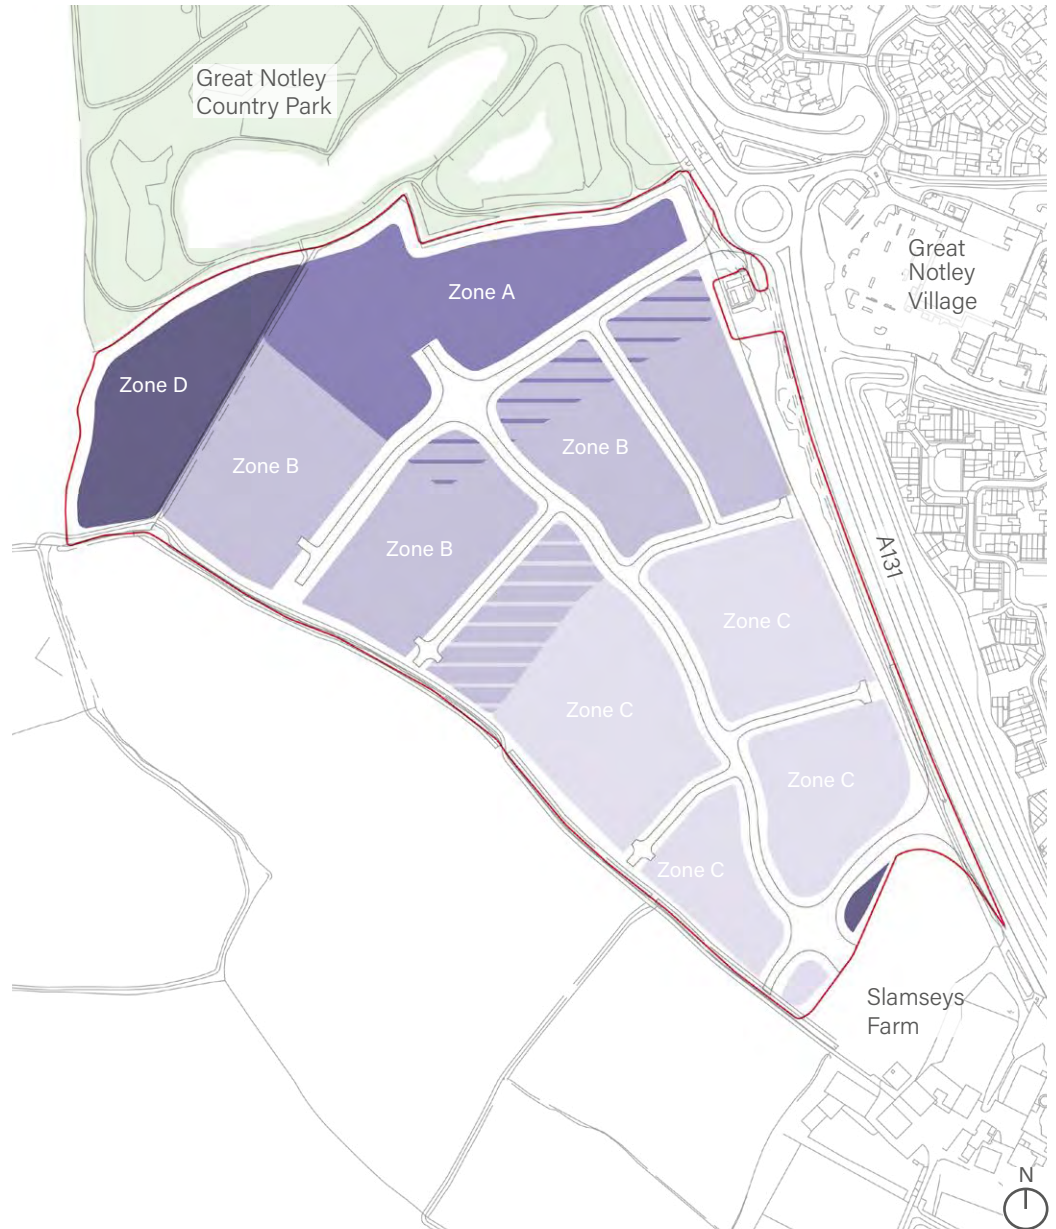 Great Notley
Country Park
Great
Notley
Village
Zone A
Zone D
Zone B
Zone B
Zone B
A131
Zone C
Zone C
Zone C
Zone C
Slamseys
Farm
N